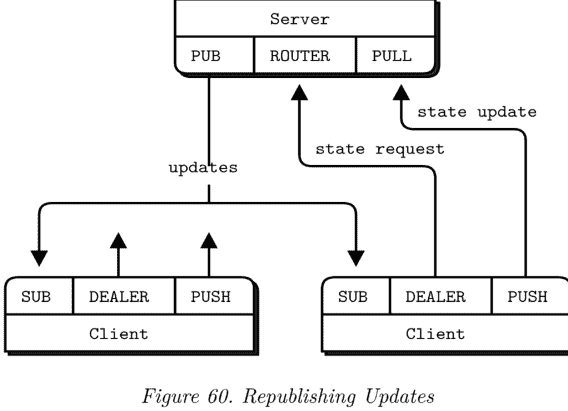 Server
PUB ROUTER PULL
state update
state request
updates
SUB DEALER PUSH SUB DEALER PUSH
Client Client
Figure 60. Republishing Updates